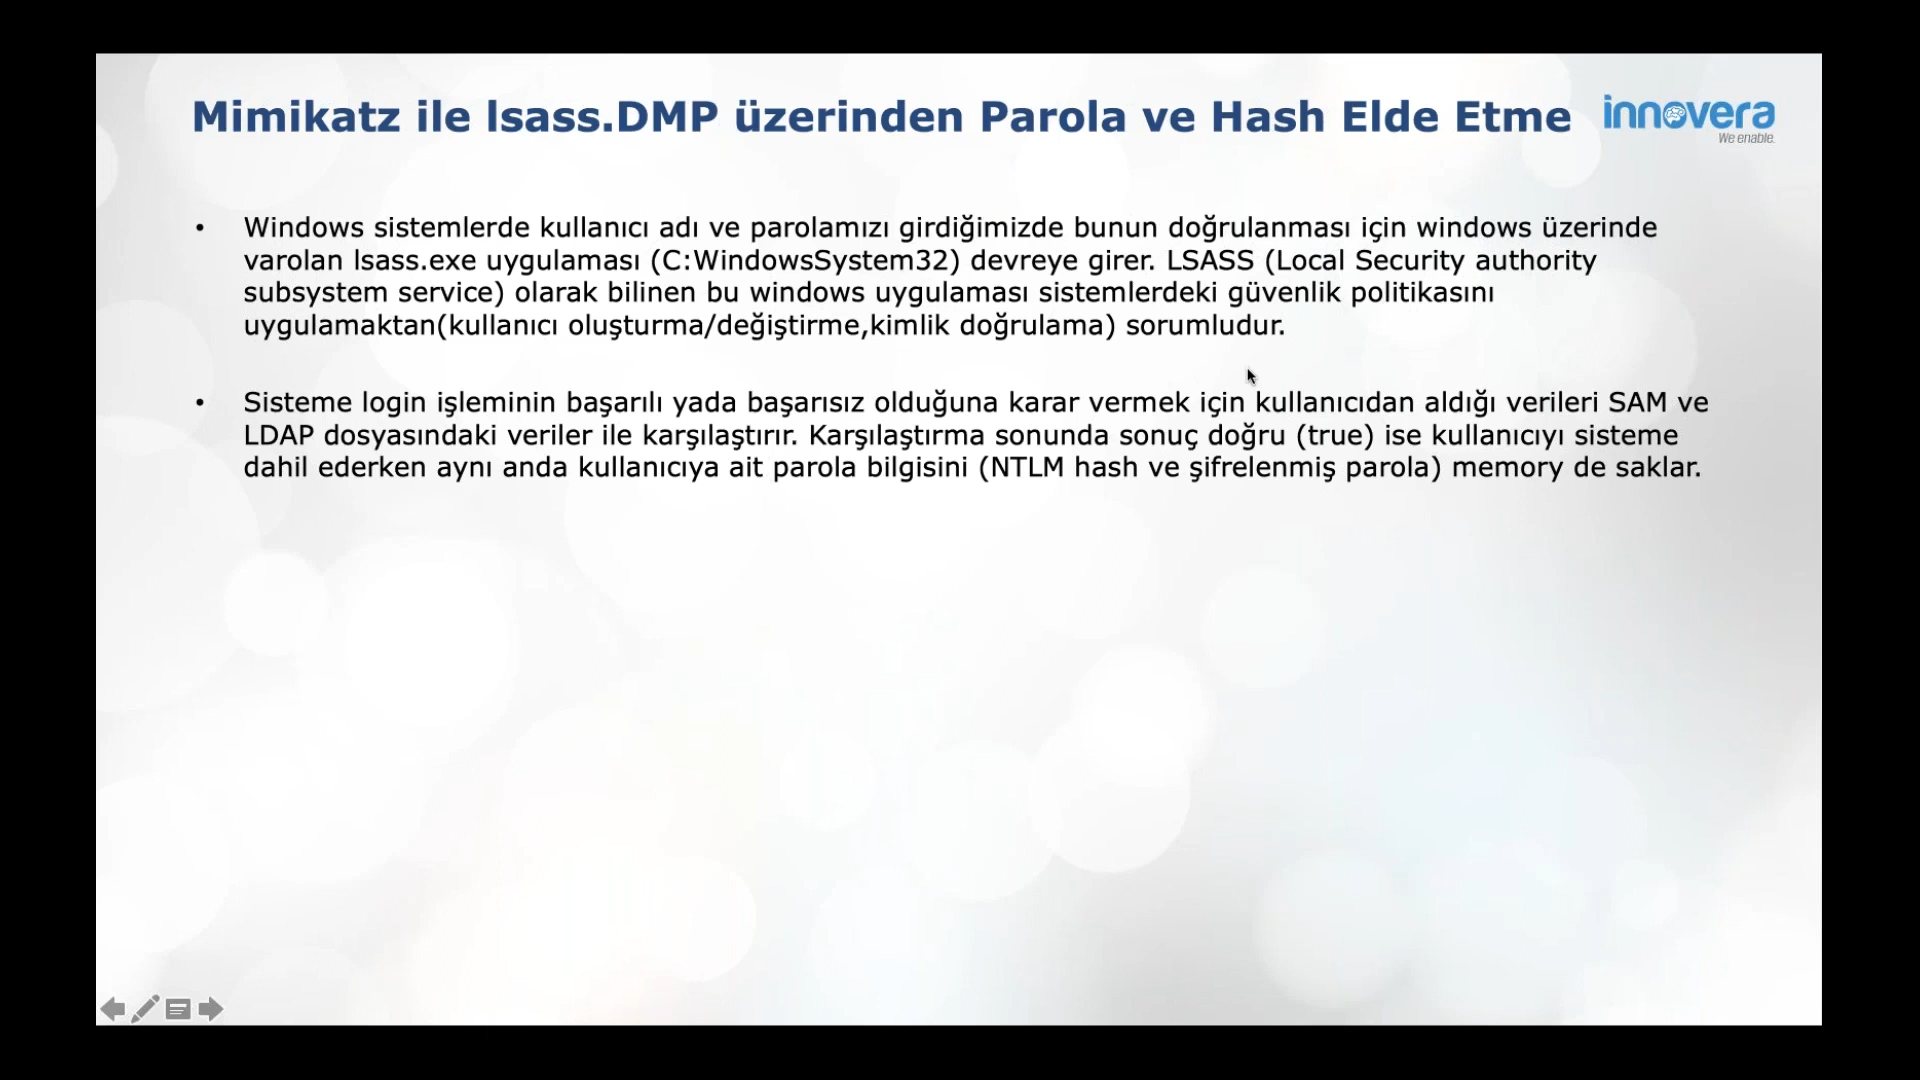 Mimikatz ile lsass.DMP üzerinden Parola ve Hash Elde Etme
innovera
We enable.
• Windows sistemlerde kullanıcı adı ve parolamızı girdiğimizde bunun doğrulanması için windows üzerinde
varolan lsass.exe uygulaması (C:WindowsSystem32) devreye girer. LSASS (Local Security authority
subsystem service) olarak bilinen bu windows uygulaması sistemlerdeki güvenlik politikasını
uygulamaktan(kullanıcı oluşturma/değiştirme,kimlik doğrulama) sorumludur.
• Sisteme login işleminin başarılı yada başarısız olduğuna karar vermek için kullanıcıdan aldığı verileri SAM ve
LDAP dosyasındaki veriler ile karşılaştırır. Karşılaştırma sonunda sonuç doğru (true) ise kullanıcıyı sisteme
dahil ederken aynı anda kullanıcıya ait parola bilgisini (NTLM hash ve şifrelenmiş parola) memory de saklar.